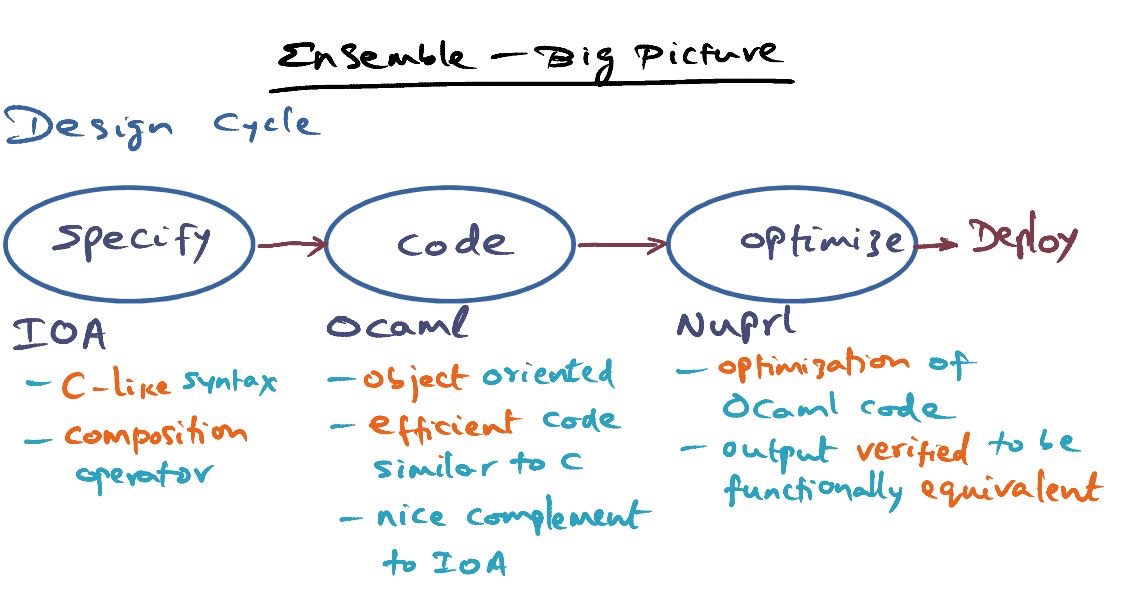 Ensemble – Big Picture
Design Cycle
Specify
Code
Optimize
Deploy
IOA
- C-like syntax
- composition
operator
Ocaml
- object oriented
- efficient code
similar to C
- nice complement
to IOA
Nuprl
- optimization of
OCaml code
- output verified to be
functionally equivalent